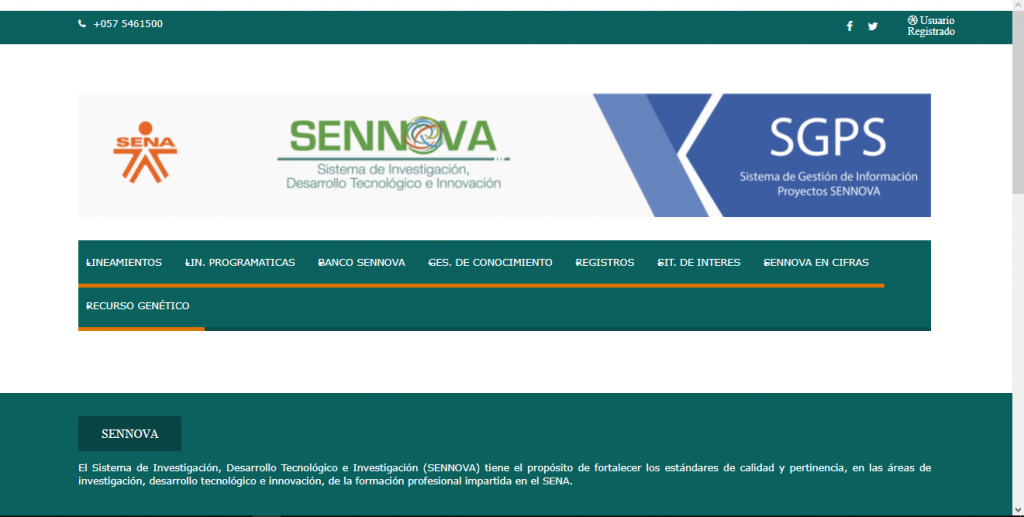 +057 5461500
Usuario
Registrado
SENA
SENNOVA
Sistema de Investigación,
Desarrollo Tecnológico e Innovación
SGPS
Sistema de Gestión de Información
Proyectos SENNOVA
LINEAMIENTOS LIN. PROGRAMATICAS BANCO SENNOVA GES. DE CONOCIMIENTO REGISTROS SIT. DE INTERES SENNOVA EN CIFRAS
RECURSO GENÉTICO
SENNOVA
El Sistema de Investigación, Desarrollo Tecnológico e Investigación (SENNOVA) tiene el propósito de fortalecer los estándares de calidad y pertinencia, en las áreas de
investigación, desarrollo tecnológico e innovación, de la formación profesional impartida en el SENA.